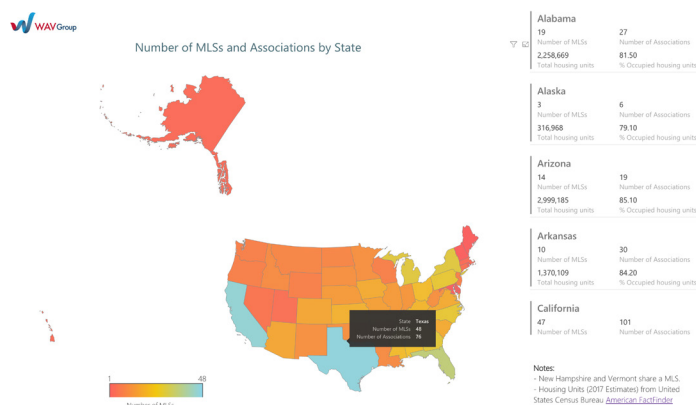 WAVGroup
Number of MLSs and Associations by State
Alabama
19 27
Number of MLSs Number of Associations
2,258,669 81.50
Total housing units % Occupied housing units
Alaska
3 6
Number of MLSs Number of Associations
316,968 79.10
Total housing units % Occupied housing units
Arizona
14 19
Number of MLSs Number of Associations
2,999,185 85.10
Total housing units % Occupied housing units
Arkansas
10 30
Number of MLSs Number of Associations
1,370,109 84.20
Total housing units % Occupied housing units
California
47 101
Number of MLSs Number of Associations
State Texas
Number of MLSs 48
Number of Associations 76
1 48
Number of MLSs
Notes:
- New Hampshire and Vermont share a MLS.
- Housing Units (2017 Estimates) from United
States Census Bureau American FactFinder